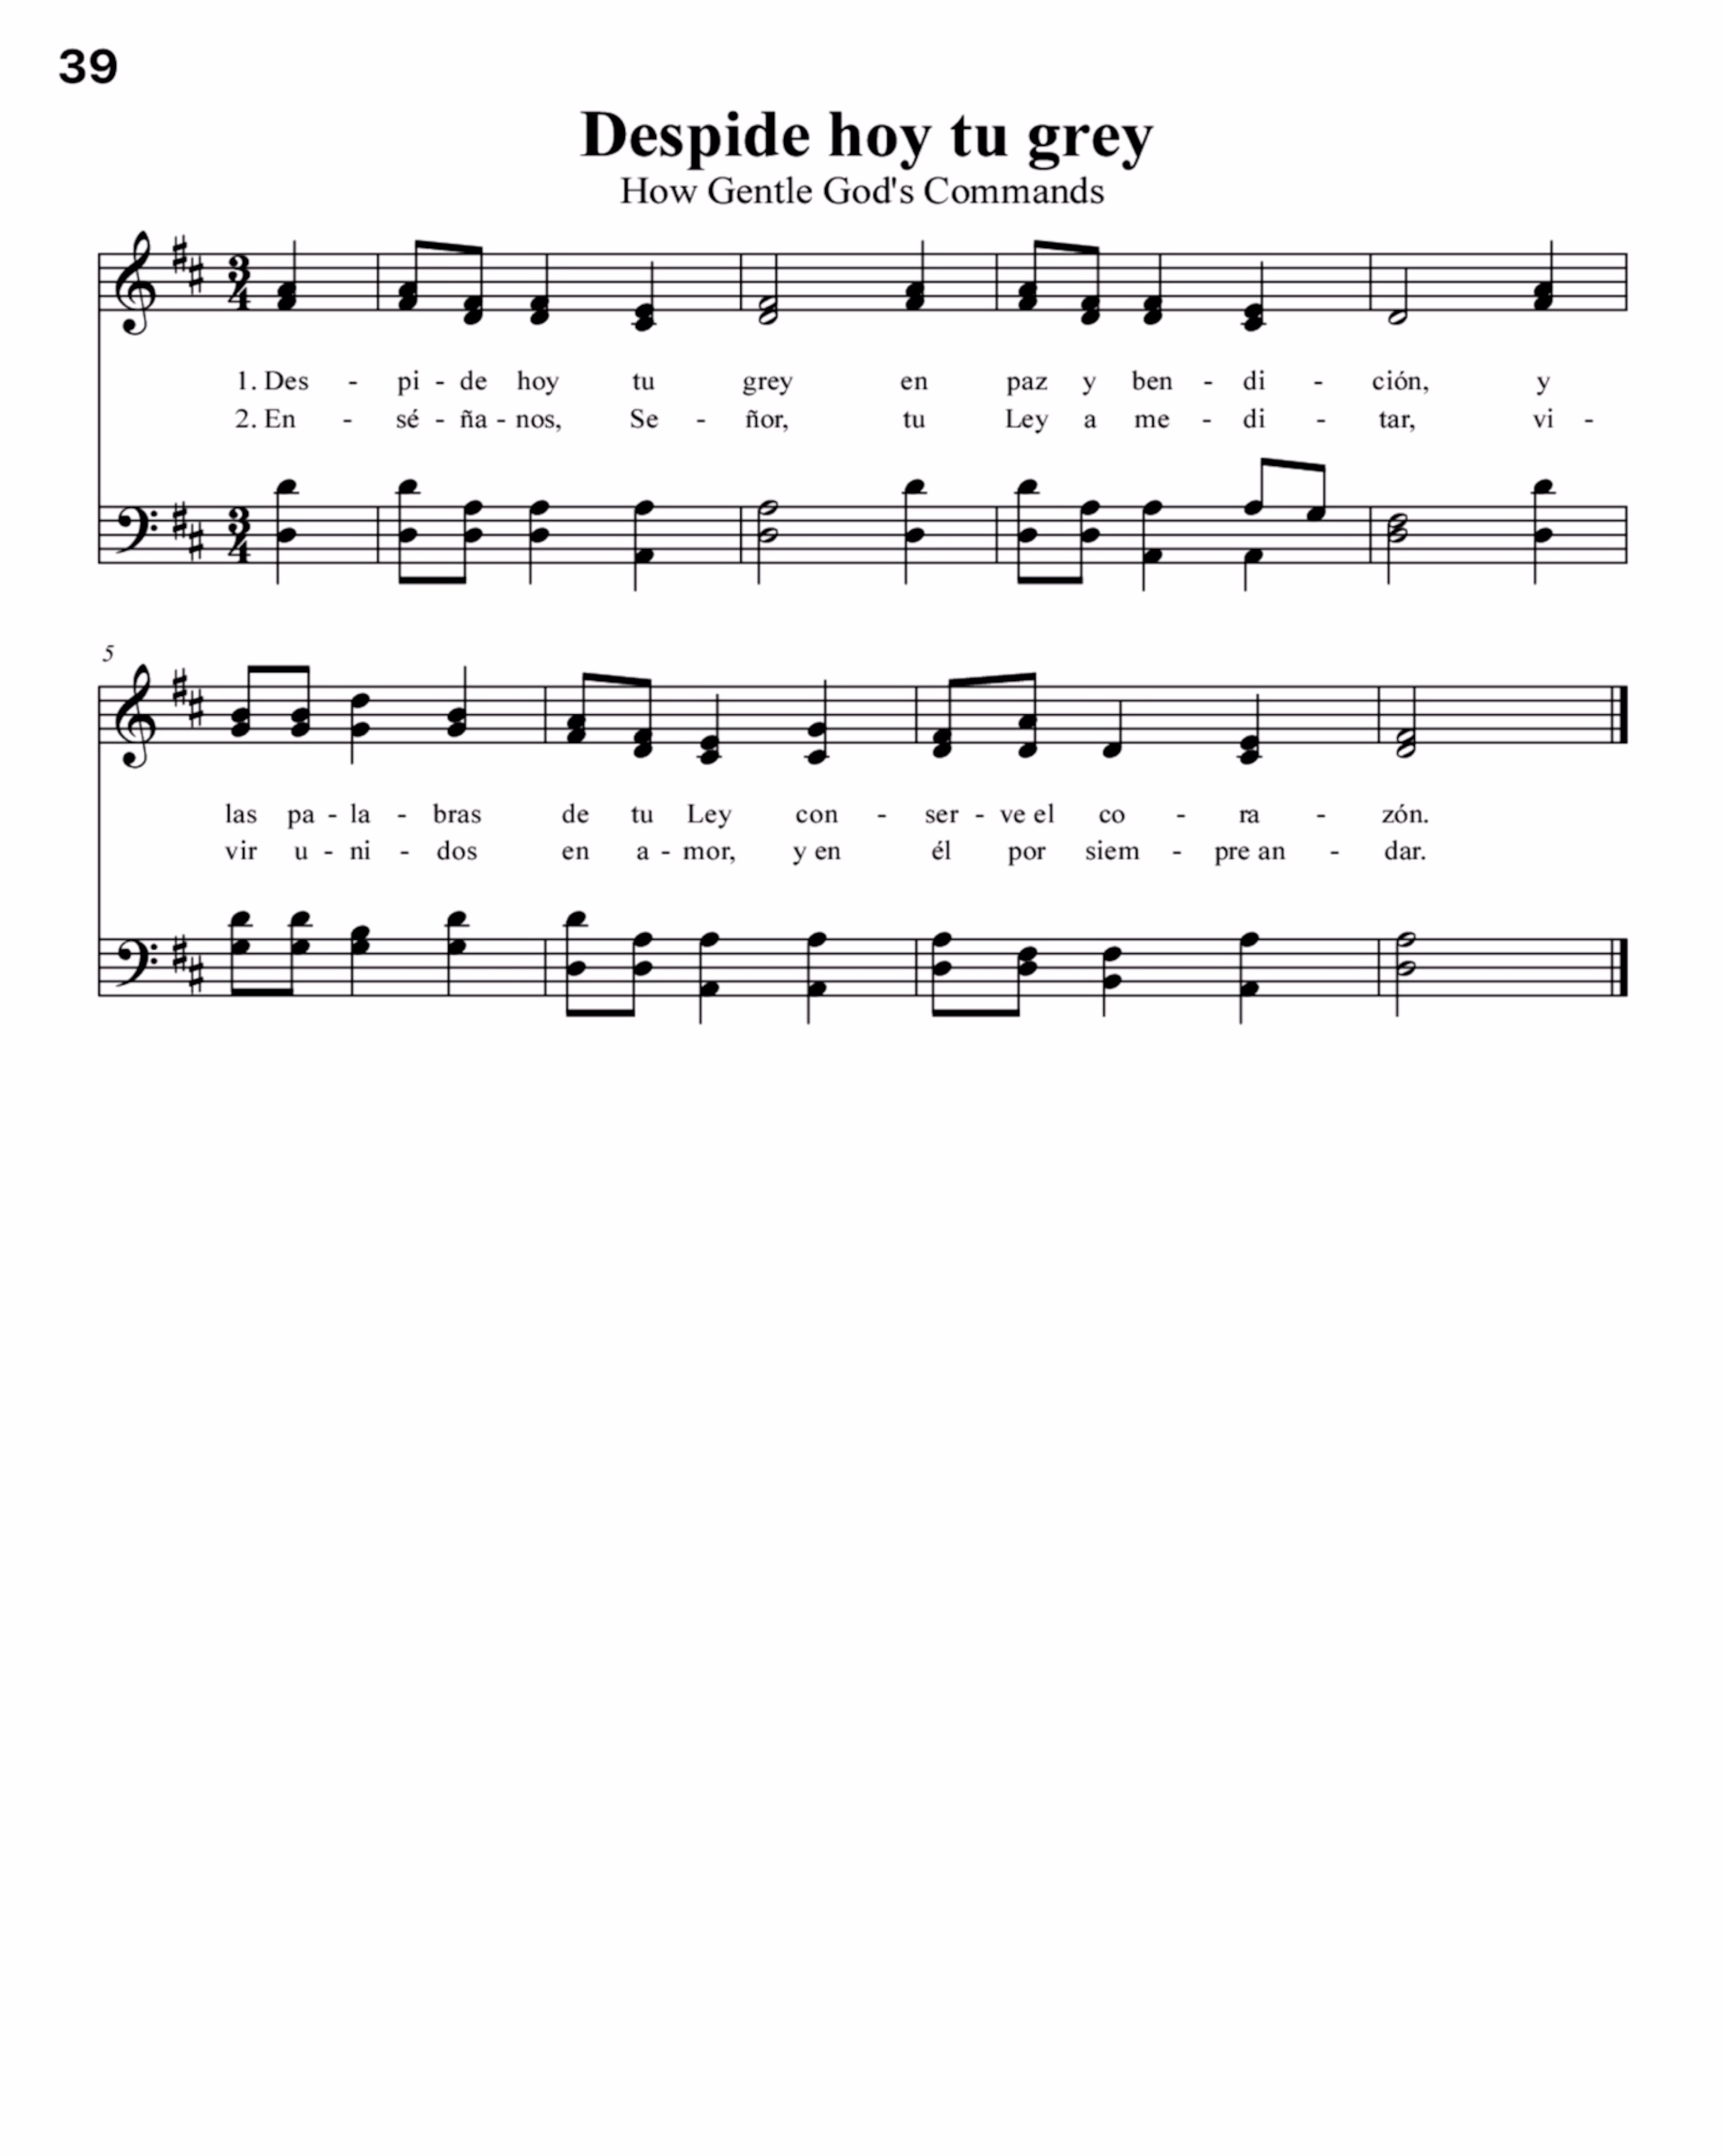 39
Despide hoy tu grey
How Gentle God's Commands
3 4
1. Des - pi - de hoy tu grey en paz y ben - di - ción, y
2. En - sé - ña - nos, Se - ñor, tu Ley a me - di - tar, vi -
3 4
5
las pa - la - bras de tu Ley con - ser - ve el co - ra - zón.
vir u - ni - dos en a - mor, y en él por siem - pre an - dar.